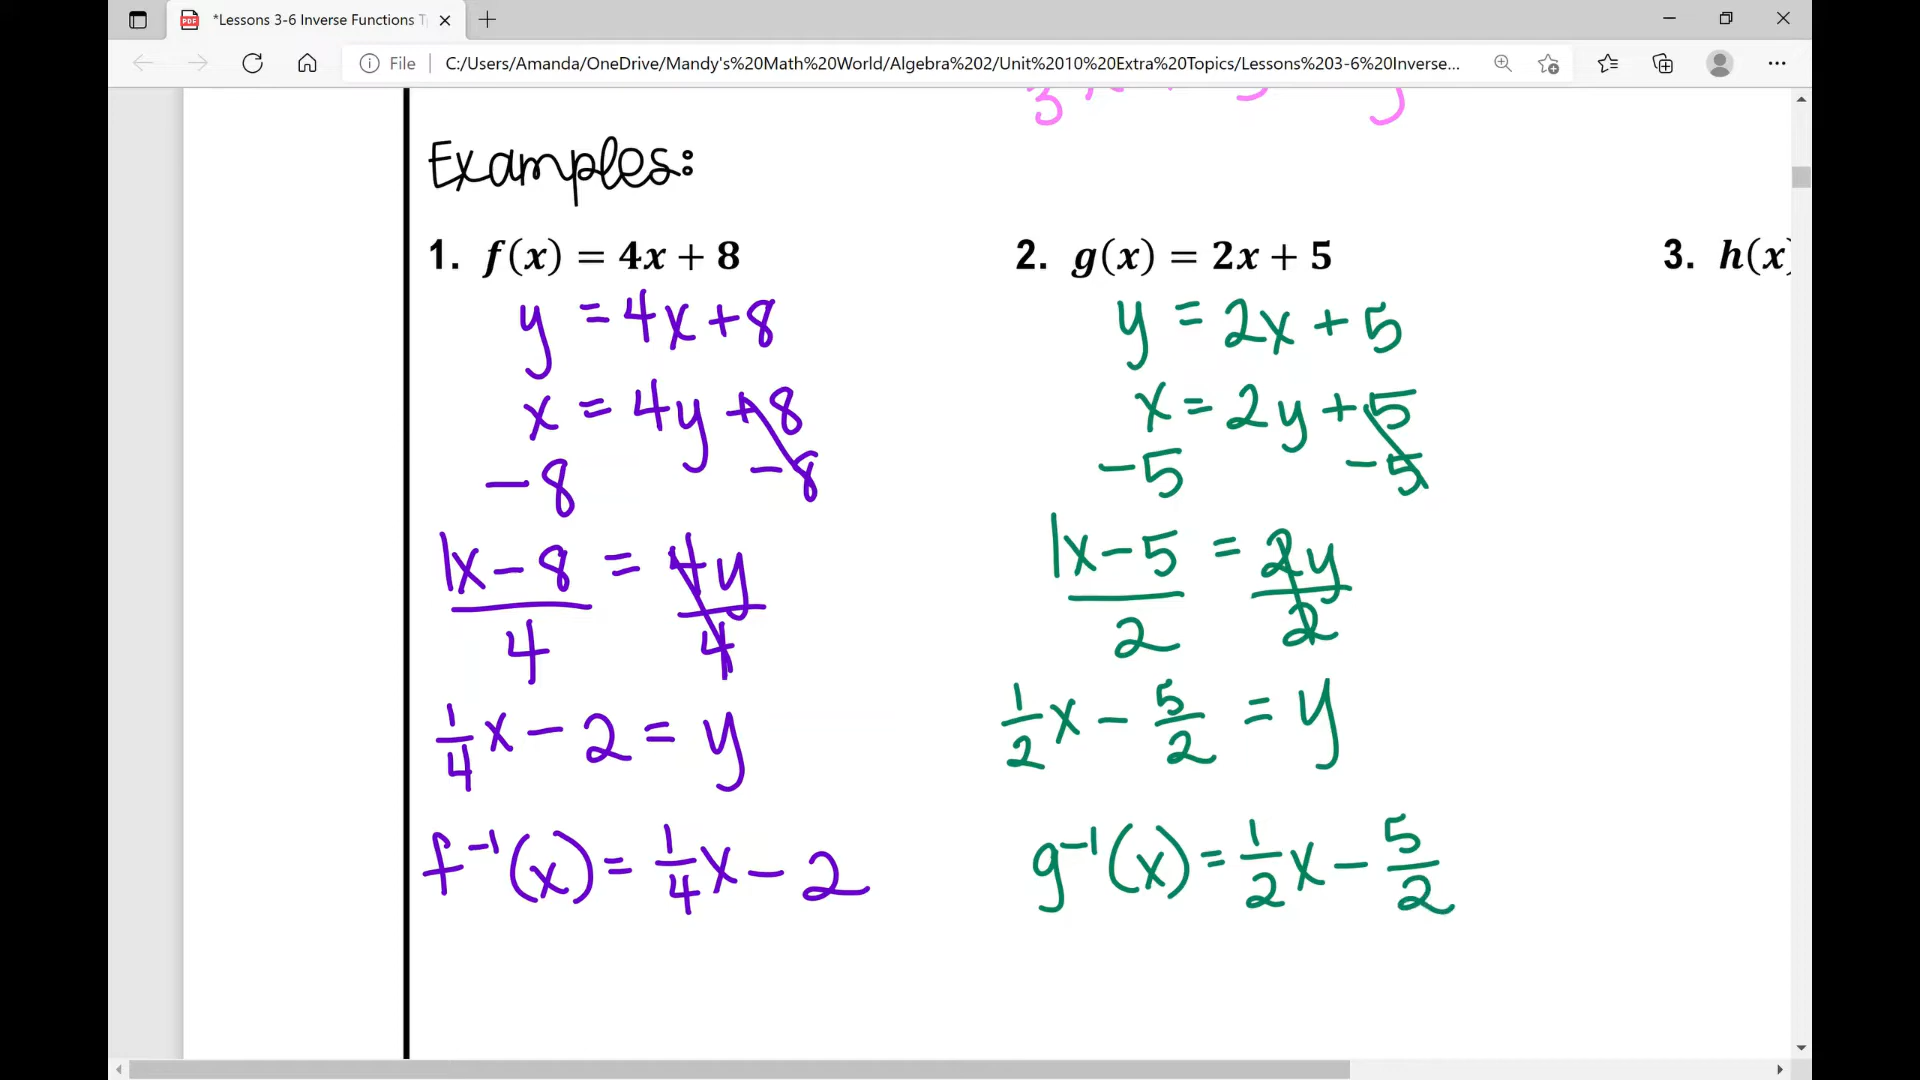 *Lessons 3-6 Inverse Functions
File | C:/Users/Amanda/OneDrive/Mandy's%20Math%20World/Algebra%202/Unit%2010%20Extra%20Topics/Lessons%203-6%20Inverse...
Examples:
1. f(x) = 4x + 8
y = 4x + 8
x = 4y + 8
-8 -8
1x - 8 = 4y
4 4
1/4 x - 2 = y
f⁻¹(x) = 1/4 x - 2
2. g(x) = 2x + 5
y = 2x + 5
x = 2y + 5
-5 -5
1x - 5 = 2y
2 2
1/2 x - 5/2 = y
g⁻¹(x) = 1/2 x - 5/2
3. h(x)